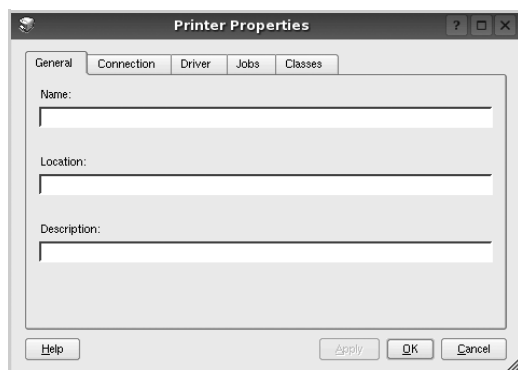 Printer Properties
?
General Connection Driver Jobs Classes
Name:
Location:
Description:
Help Apply OK Cancel